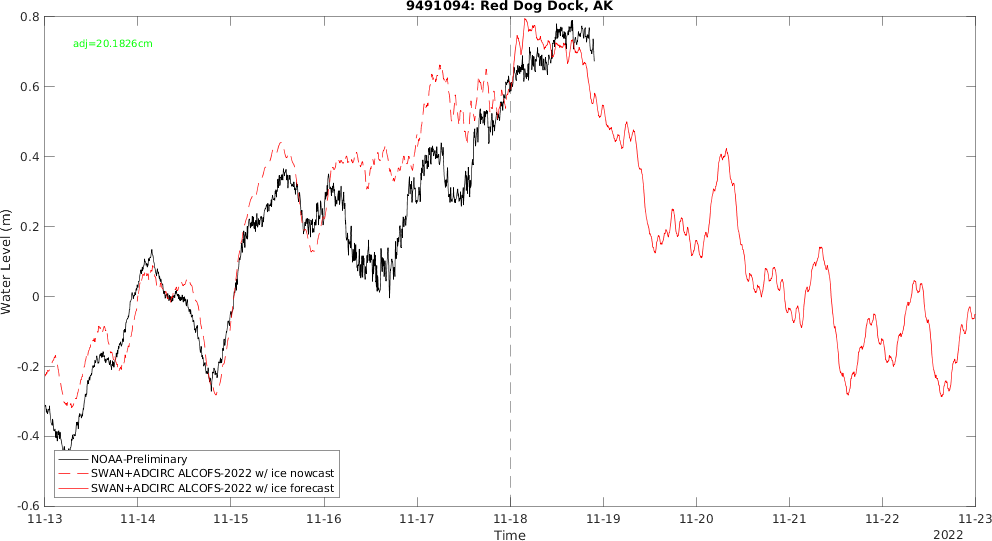 9491094: Red Dog Dock, AK
adj=20.1826cm
Water Level (m)
0.8
0.6
0.4
0.2
0
-0.2
-0.4
-0.6
NOAA-Preliminary
SWAN+ADCIRC ALCOFS-2022 w/ ice nowcast
SWAN+ADCIRC ALCOFS-2022 w/ ice forecast
11-13 11-14 11-15 11-16 11-17 11-18 11-19 11-20 11-21 11-22 11-23
Time
2022